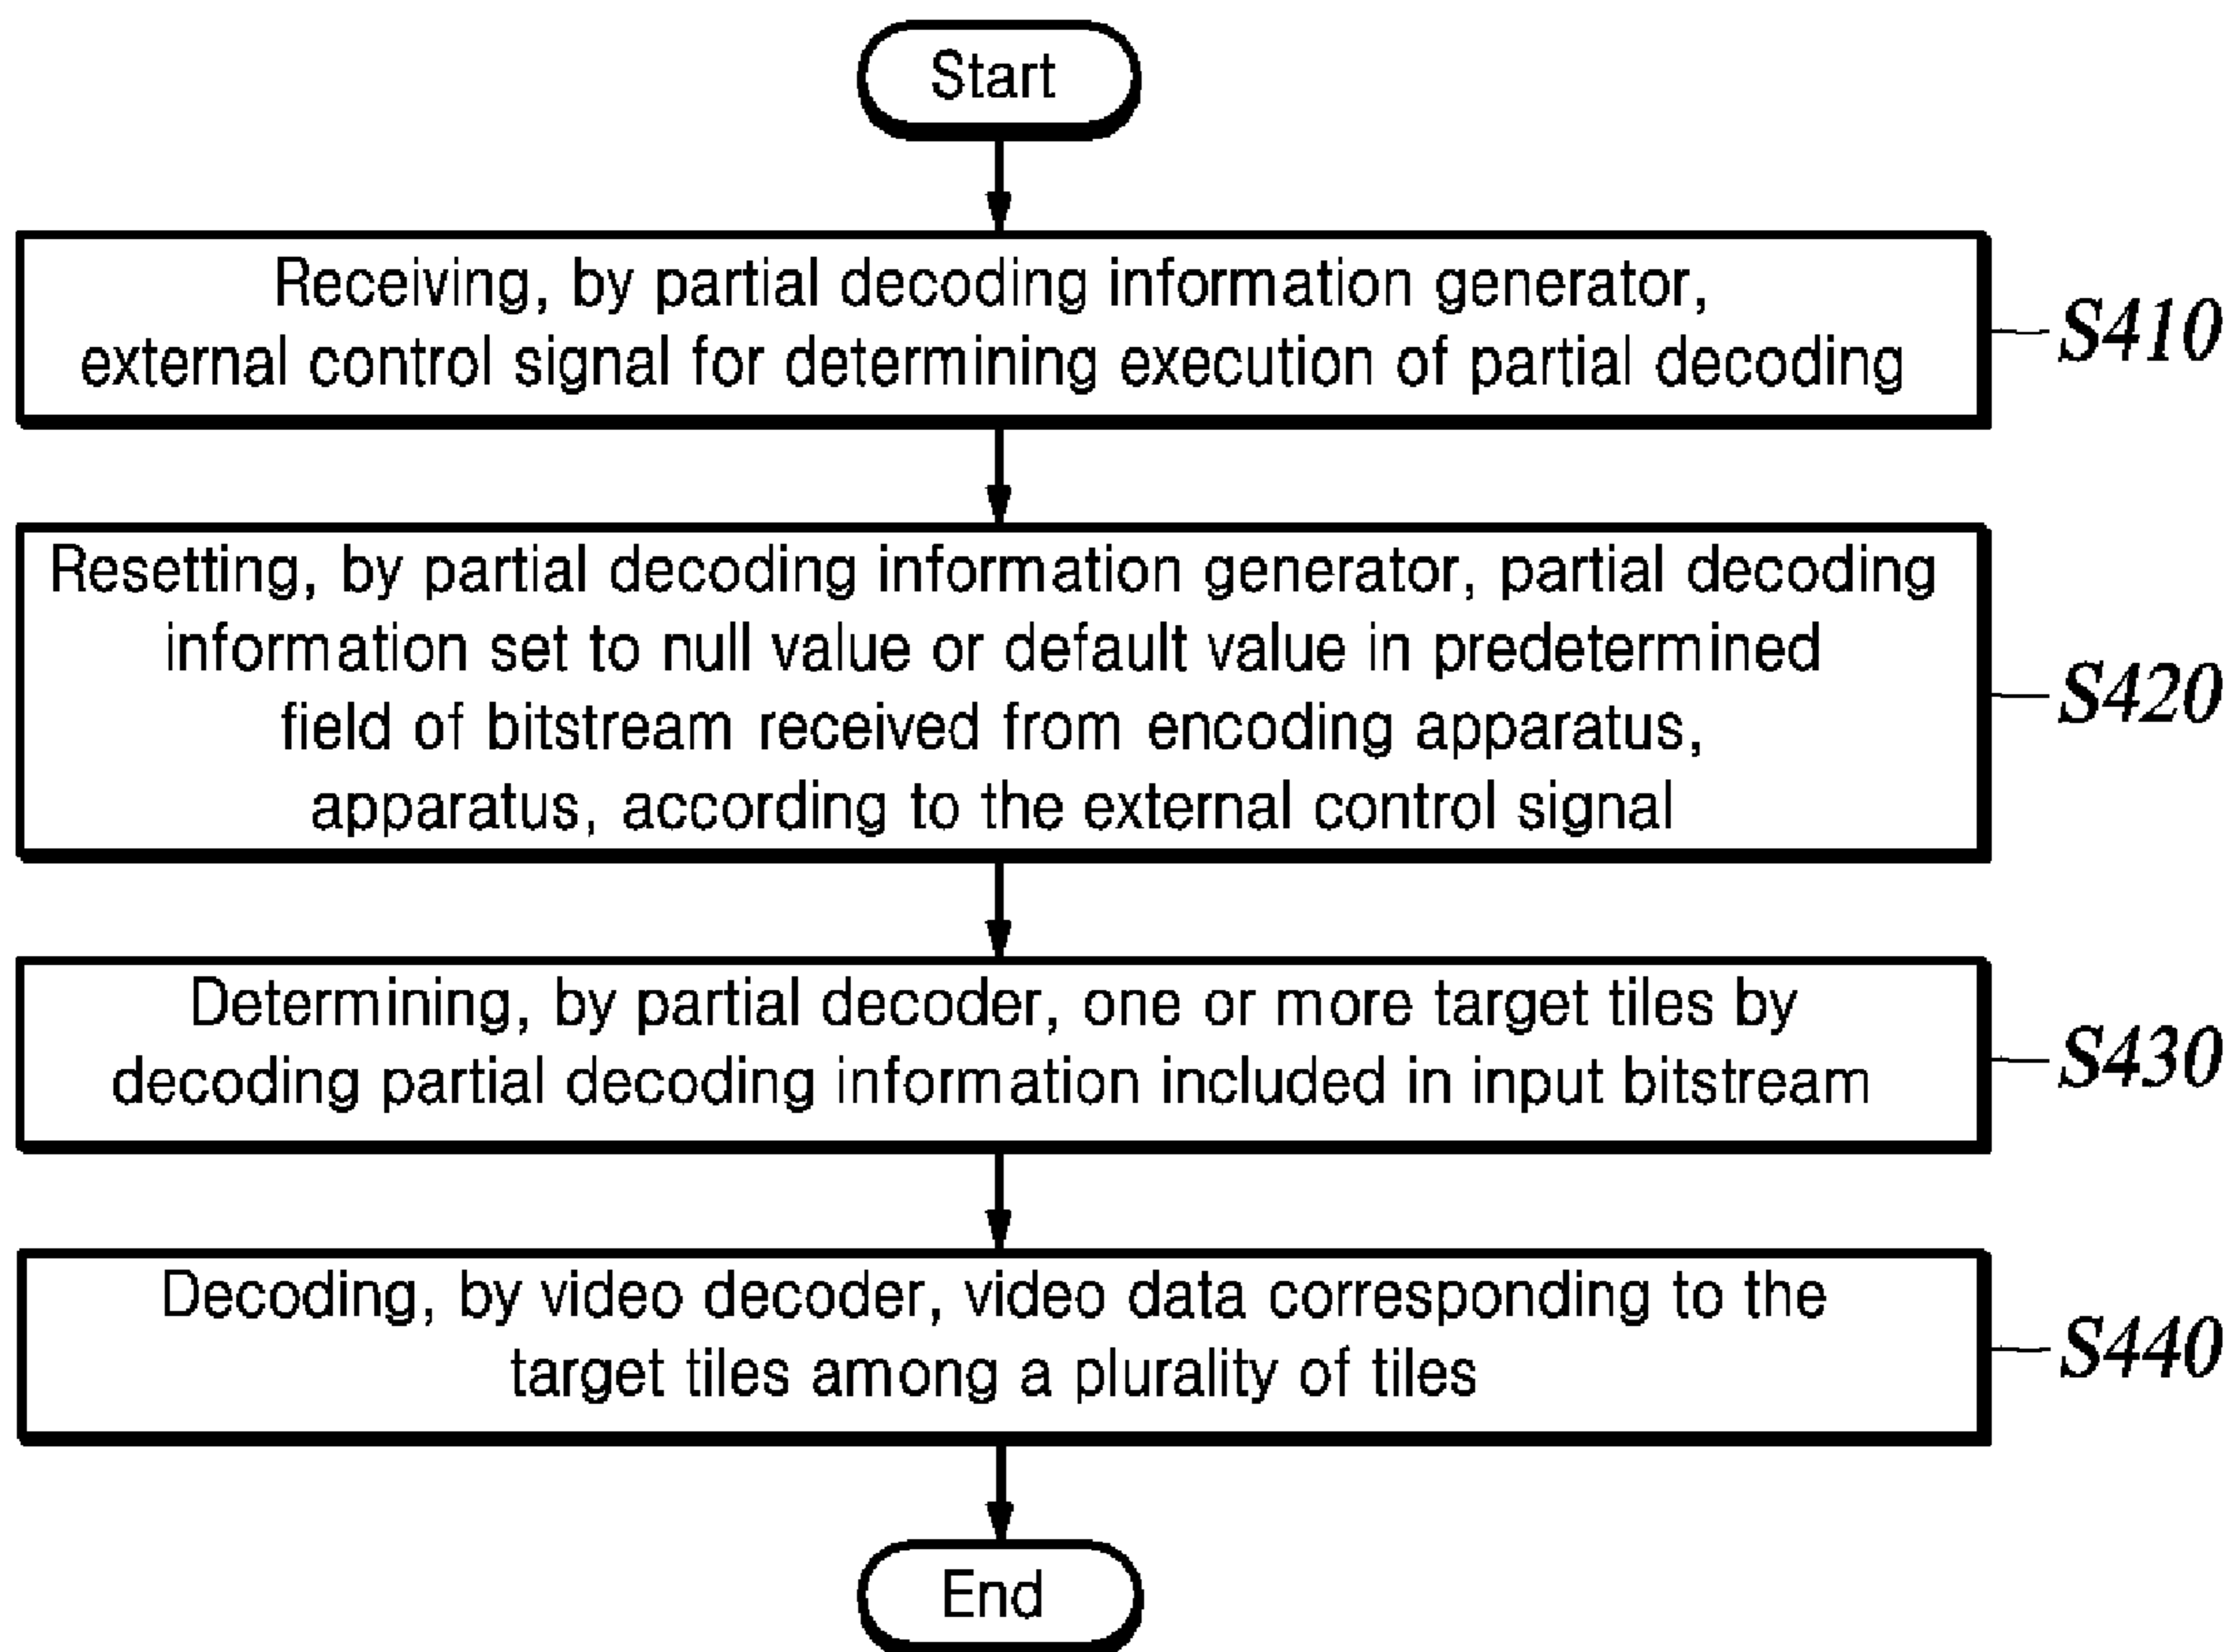 Start
Receiving, by partial decoding information generator,
external control signal for determining execution of partial decoding
S410
Resetting, by partial decoding information generator, partial decoding
information set to null value or default value in predetermined
field of bitstream received from encoding apparatus,
apparatus, according to the external control signal
S420
Determining, by partial decoder, one or more target tiles by
decoding partial decoding information included in input bitstream
S430
Decoding, by video decoder, video data corresponding to the
target tiles among a plurality of tiles
S440
End